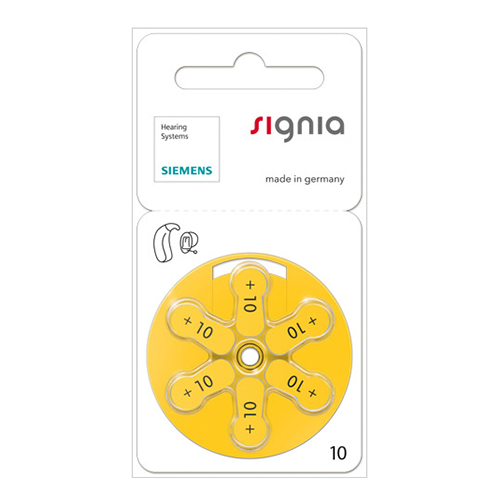 Hearing
Systems
SIEMENS
signia
made in germany
+ 10
+ 10
+ 10
+ 10
+ 10
+ 10
10